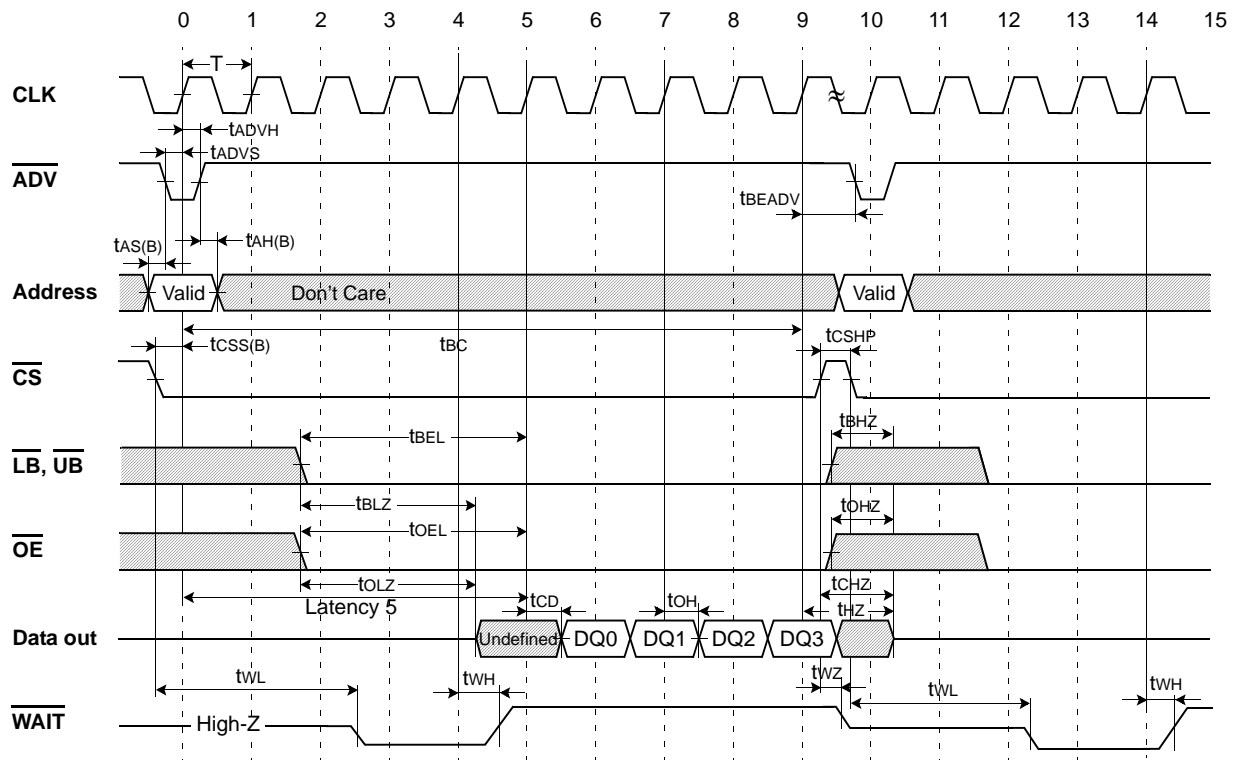 0 1 2 3 4 5 6 7 8 9 10 11 12 13 14 15
T
CLK
tADVH
tADVS
ADV
tBEADV
tAS(B)
tAH(B)
Address
Valid
Don't Care
Valid
tCSS(B)
tBC
tCSHP
CS
tBEL
tBHZ
LB, UB
tBLZ
tOEL
tOHZ
OE
tOLZ
tCHZ
Latency 5
tCD
tOH
tHZ
Data out
Undefined
DQ0
DQ1
DQ2
DQ3
tWL
tWH
tWZ
tWL
tWH
WAIT
High-Z